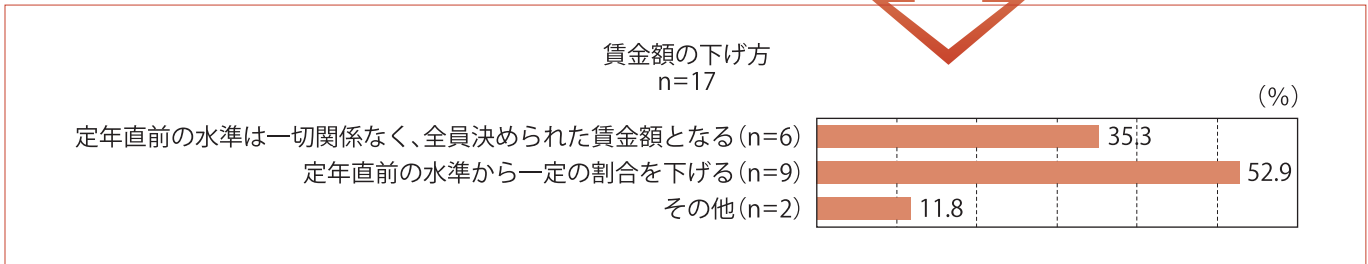 賃金額の下げ方
n=17
(%)
定年直前の水準は一切関係なく、全員決められた賃金額となる(n=6) 35.3
定年直前の水準から一定の割合を下げる(n=9) 52.9
その他(n=2) 11.8